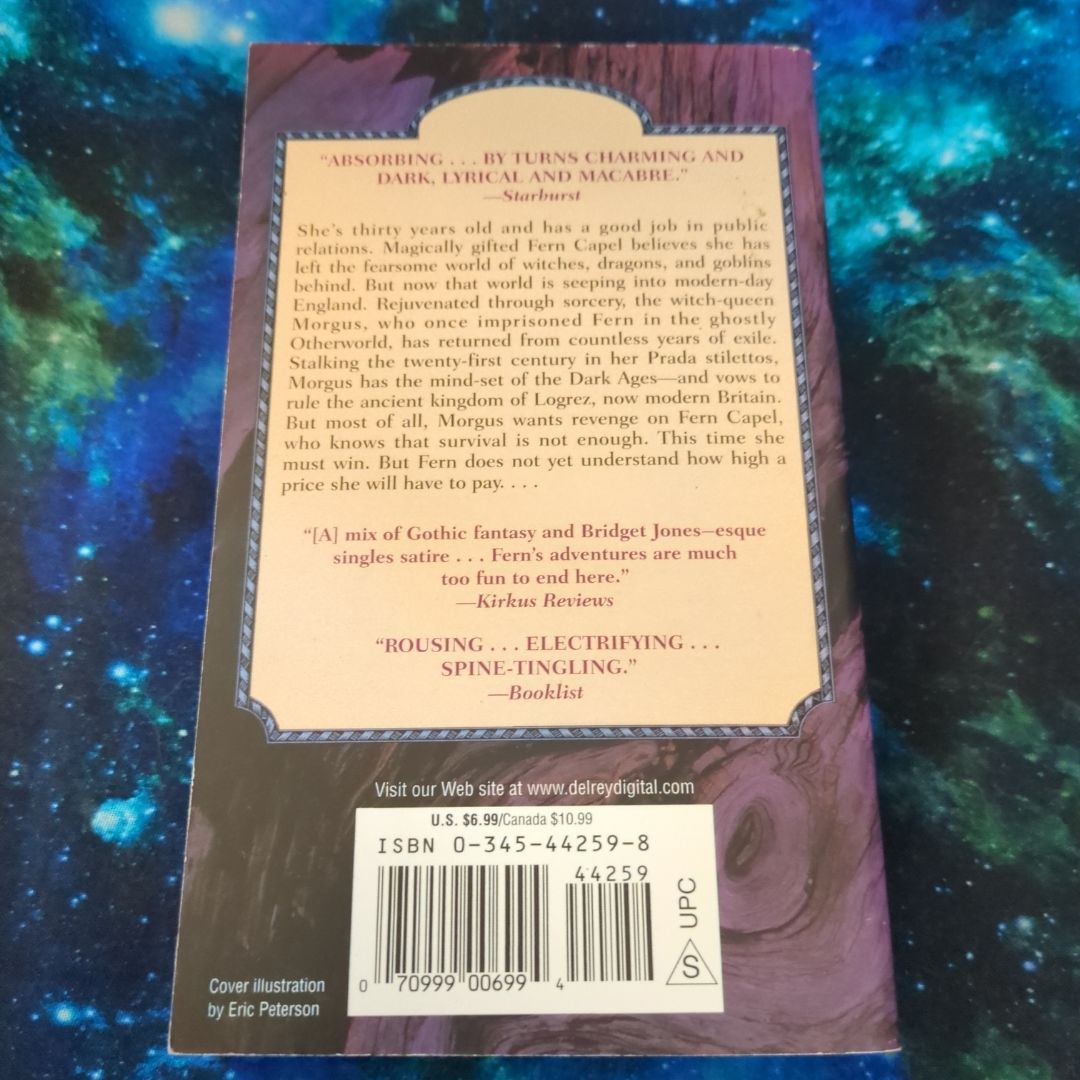 "ABSORBING . . . BY TURNS CHARMING AND
DARK, LYRICAL AND MACABRE."
—Starburst
She's thirty years old and has a good job in public
relations. Magically gifted Fern Capel believes she has
left the fearsome world of witches, dragons, and goblins
behind. But now that world is seeping into modern-day
England. Rejuvenated through sorcery, the witch-queen
Morgus, who once imprisoned Fern in the ghostly
Otherworld, has returned from countless years of exile.
Stalking the twenty-first century in her Prada stilettos,
Morgus has the mind-set of the Dark Ages—and vows to
rule the ancient kingdom of Logrez, now modern Britain.
But most of all, Morgus wants revenge on Fern Capel,
who knows that survival is not enough. This time she
must win. But Fern does not yet understand how high a
price she will have to pay. . . .
"[A] mix of Gothic fantasy and Bridget Jones–esque
singles satire . . . Fern's adventures are much
too fun to end here."
—Kirkus Reviews
"ROUSING . . . ELECTRIFYING . . .
SPINE-TINGLING."
—Booklist
Visit our Web site at www.delreydigital.com
U.S. $6.99/Canada $10.99
ISBN 0-345-44259-8
44259
0 70999 00699 4
UPC
S
Cover illustration
by Eric Peterson